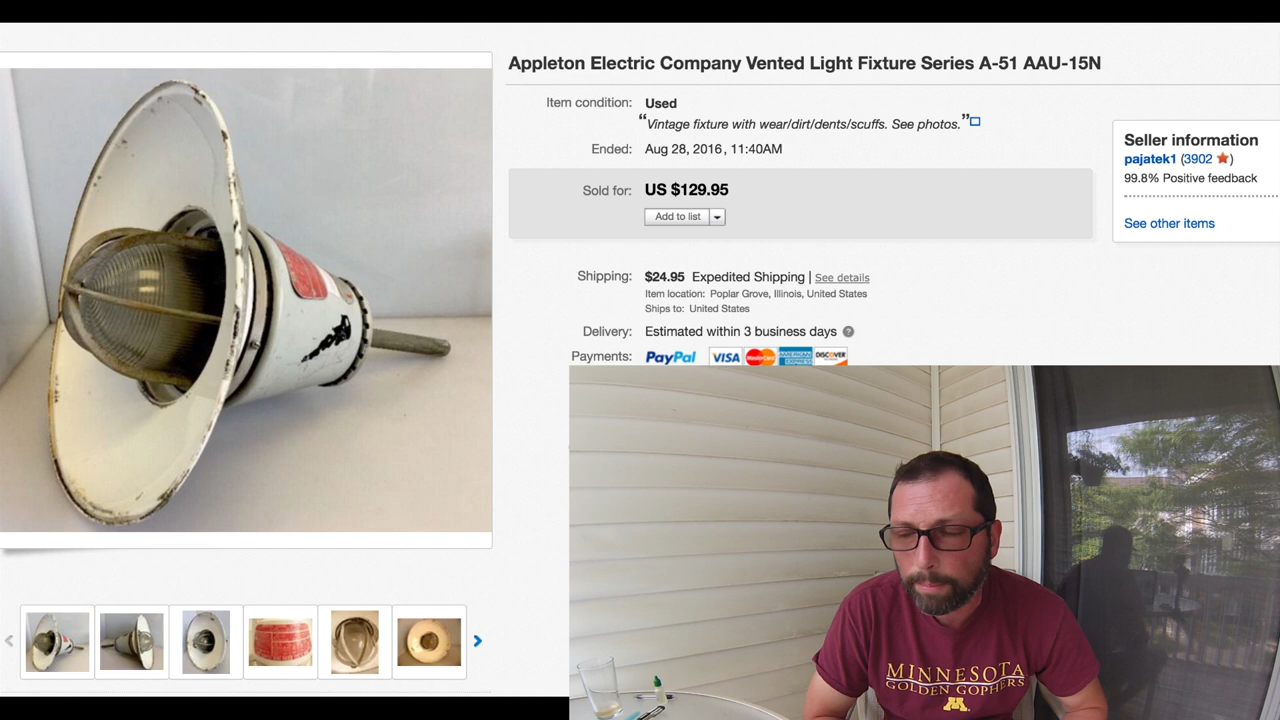 Appleton Electric Company Vented Light Fixture Series A-51 AAU-15N
Item condition: Used
“Vintage fixture with wear/dirt/dents/scuffs. See photos.”
Ended: Aug 28, 2016 , 11:40AM
Sold for: US $129.95
Add to list
Shipping: $24.95 Expedited Shipping | See details
Item location: Poplar Grove, Illinois, United States
Ships to: United States
Delivery: Estimated within 3 business days ?
Payments: PayPal VISA MasterCard AMERICAN EXPRESS DISCOVER
Seller information
pajatek1 (3902 ★)
99.8% Positive feedback
See other items
MINNESOTA
GOLDEN GOPHERS
M